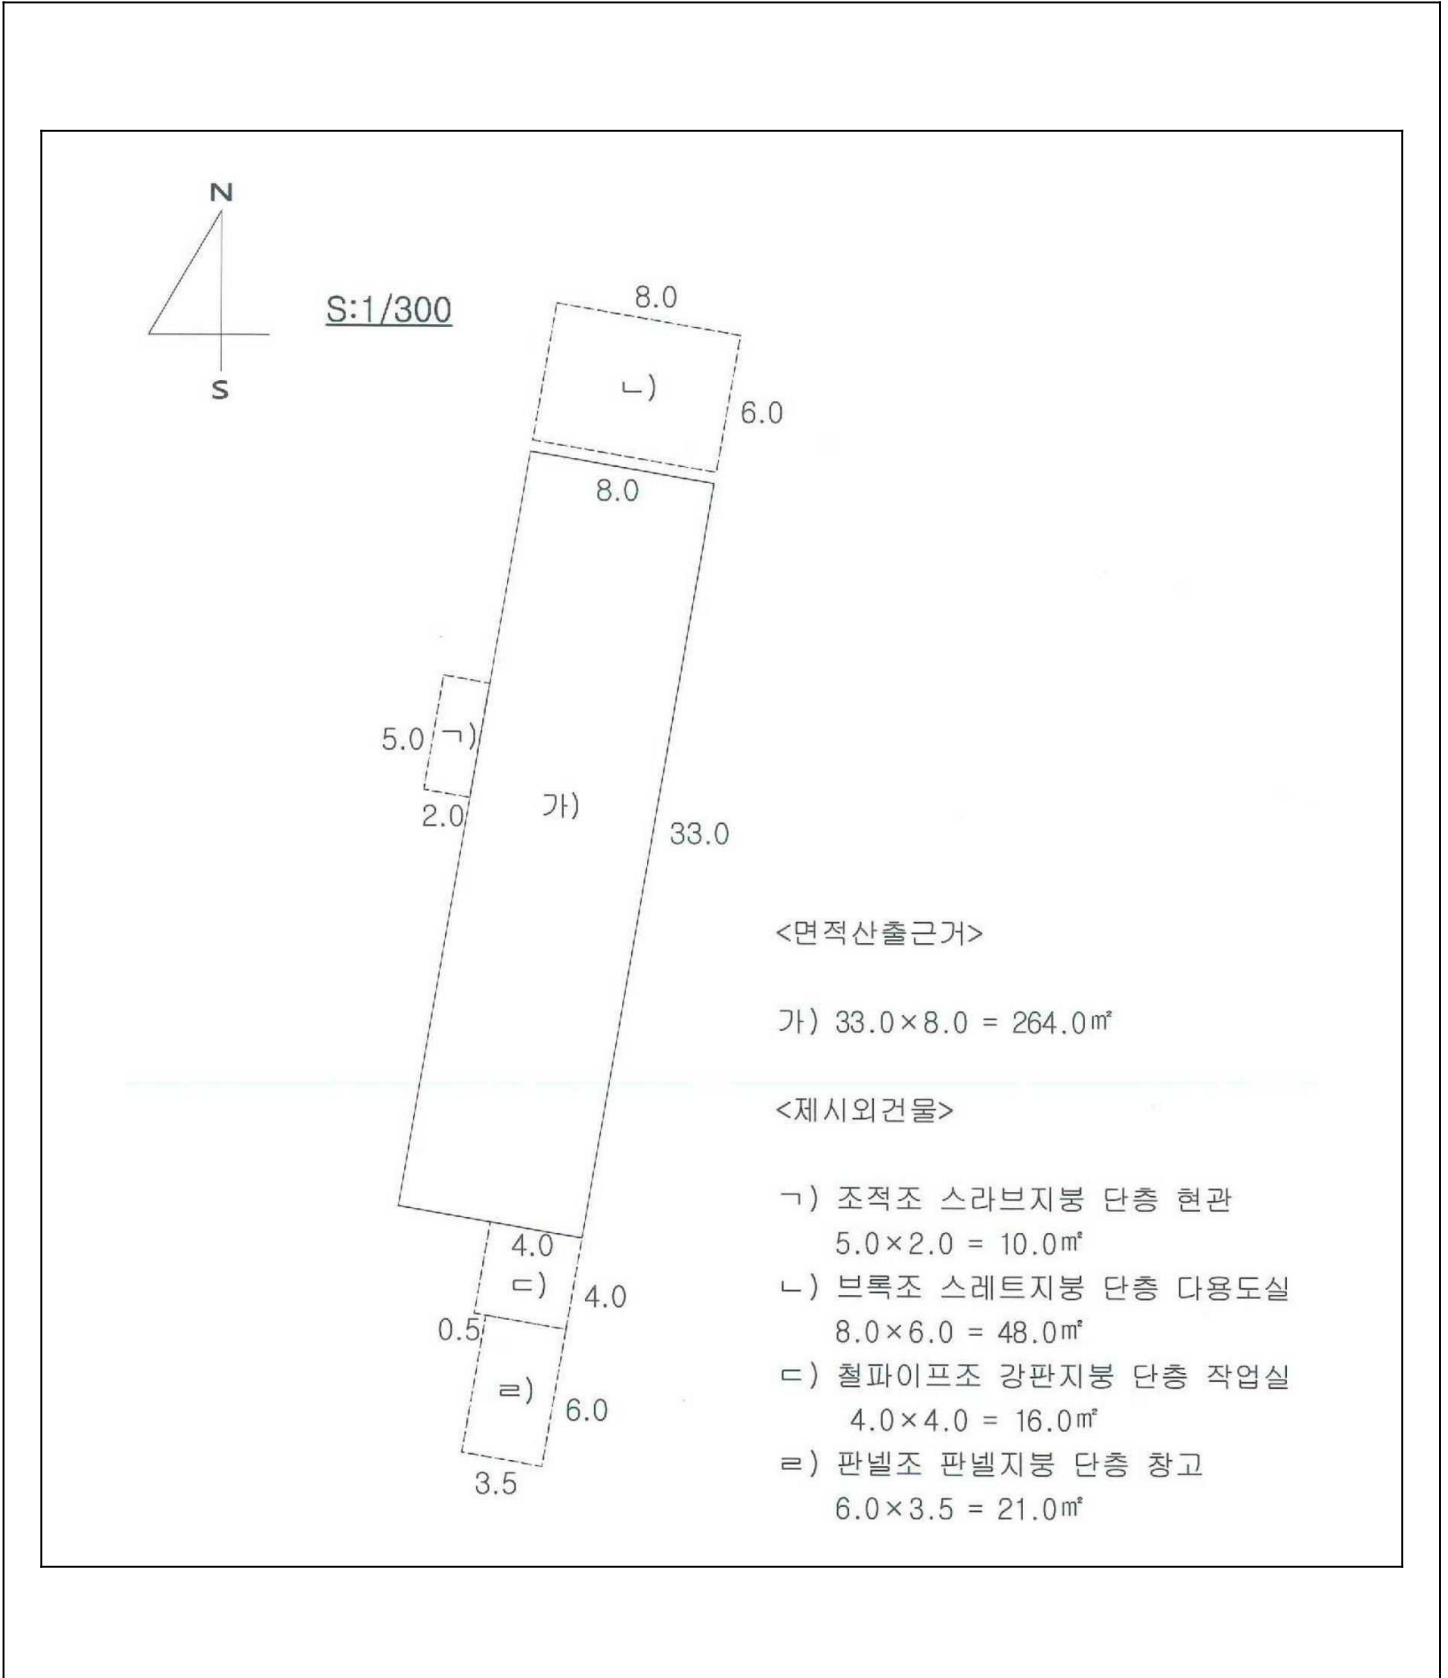 N
S:1/300
S
8.0
ㄴ)
6.0
8.0
5.0
ㄱ)
2.0
가)
33.0
<면적산출근거>
가) 33.0×8.0 = 264.0㎡
<제시외건물>
ㄱ) 조적조 스라브지붕 단층 현관
5.0×2.0 = 10.0㎡
ㄴ) 브록조 스레트지붕 단층 다용도실
8.0×6.0 = 48.0㎡
ㄷ) 철파이프조 강판지붕 단층 작업실
4.0×4.0 = 16.0㎡
ㄹ) 판넬조 판넬지붕 단층 창고
6.0×3.5 = 21.0㎡
4.0
ㄷ)
4.0
0.5
ㄹ)
6.0
3.5